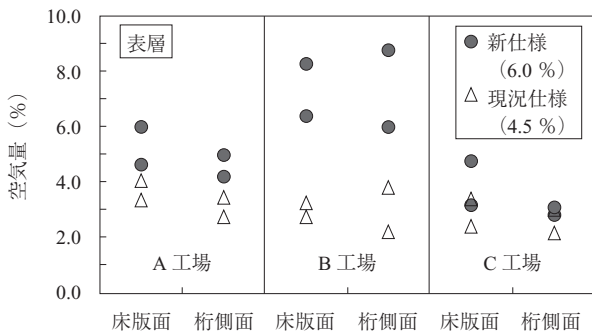 10.0
8.0
6.0
4.0
2.0
0.0
空気量（%）
表層
● 新仕様
（6.0 %）
△ 現況仕様
（4.5 %）
A 工場
B 工場
C 工場
床版面 桁側面 床版面 桁側面 床版面 桁側面